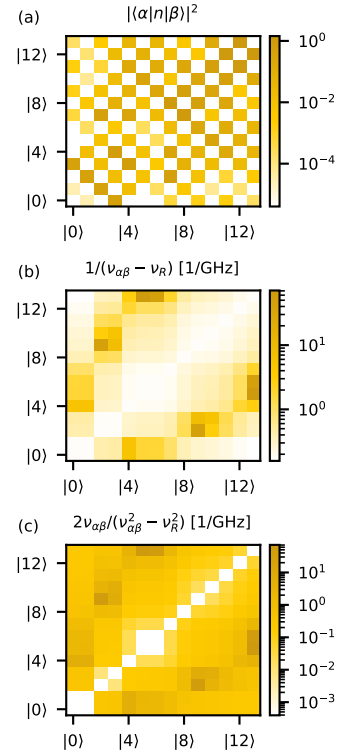 (a)
|⟨α|n|β⟩|²
|12⟩
|8⟩
|4⟩
|0⟩
|0⟩ |4⟩ |8⟩ |12⟩
10⁰
10⁻²
10⁻⁴
(b)
1/(ν_αβ − ν_R) [1/GHz]
|12⟩
|8⟩
|4⟩
|0⟩
|0⟩ |4⟩ |8⟩ |12⟩
10¹
10⁰
(c)
2ν_αβ/(ν²_αβ − ν²_R) [1/GHz]
|12⟩
|8⟩
|4⟩
|0⟩
|0⟩ |4⟩ |8⟩ |12⟩
10¹
10⁰
10⁻¹
10⁻²
10⁻³